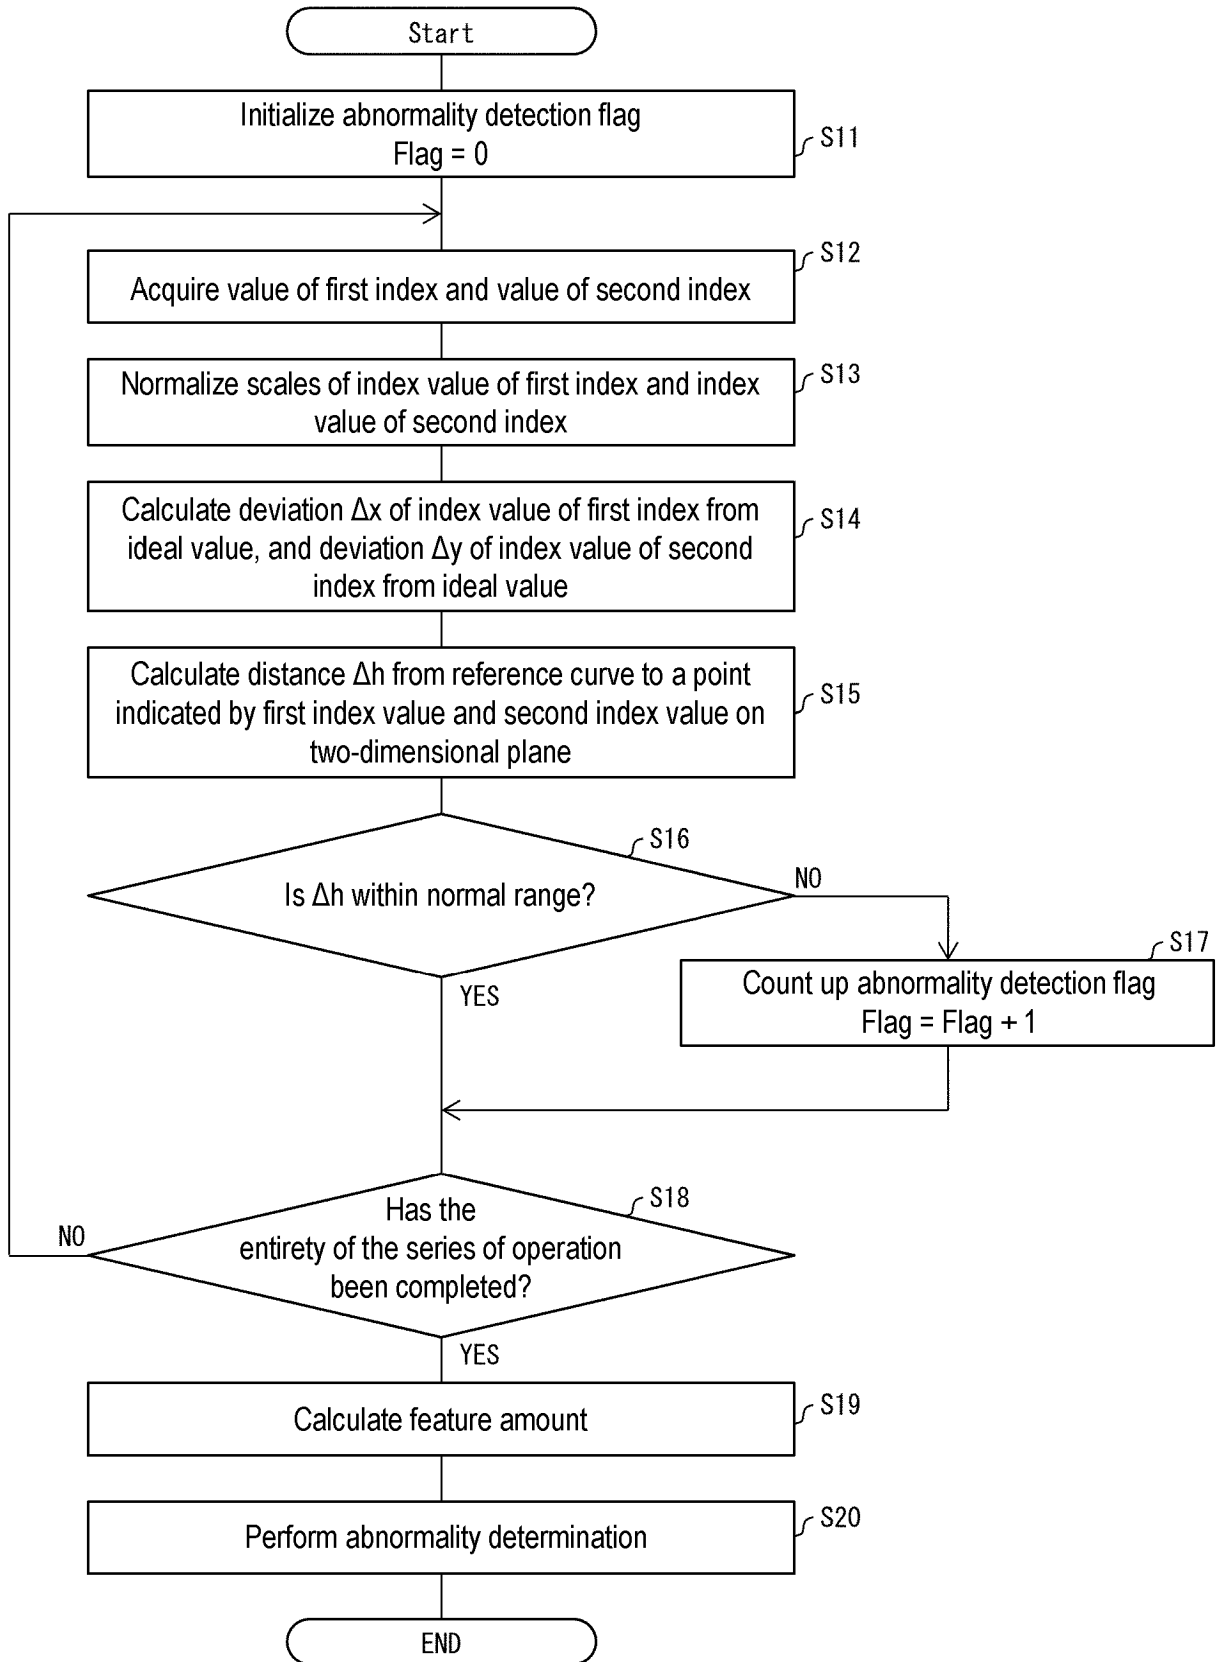 Start
Initialize abnormality detection flag
Flag = 0
S11
S12
Acquire value of first index and value of second index
S13
Normalize scales of index value of first index and index
value of second index
S14
Calculate deviation Δx of index value of first index from
ideal value, and deviation Δy of index value of second
index from ideal value
S15
Calculate distance Δh from reference curve to a point
indicated by first index value and second index value on
two-dimensional plane
S16
Is Δh within normal range?
NO
YES
S17
Count up abnormality detection flag
Flag = Flag + 1
S18
Has the
entirety of the series of operation
been completed?
NO
YES
S19
Calculate feature amount
S20
Perform abnormality determination
END